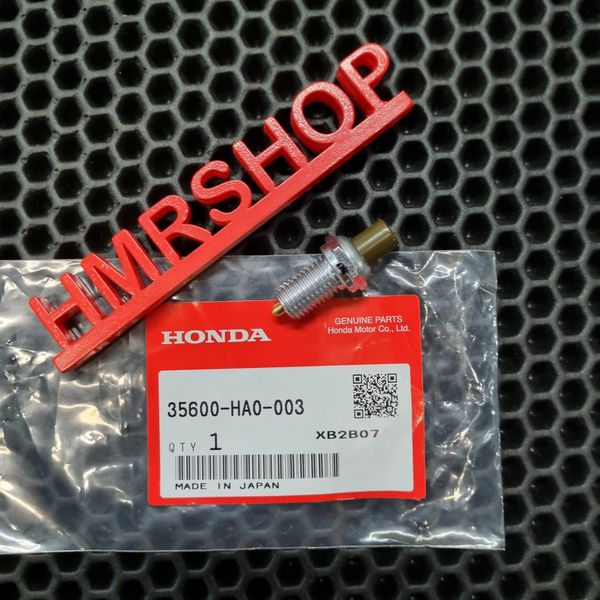 HMRSHOP
HONDA
GENUINE PARTS
Honda Motor Co., Ltd.
35600-HA0-003
QTY 1
XB2B07
MADE IN JAPAN